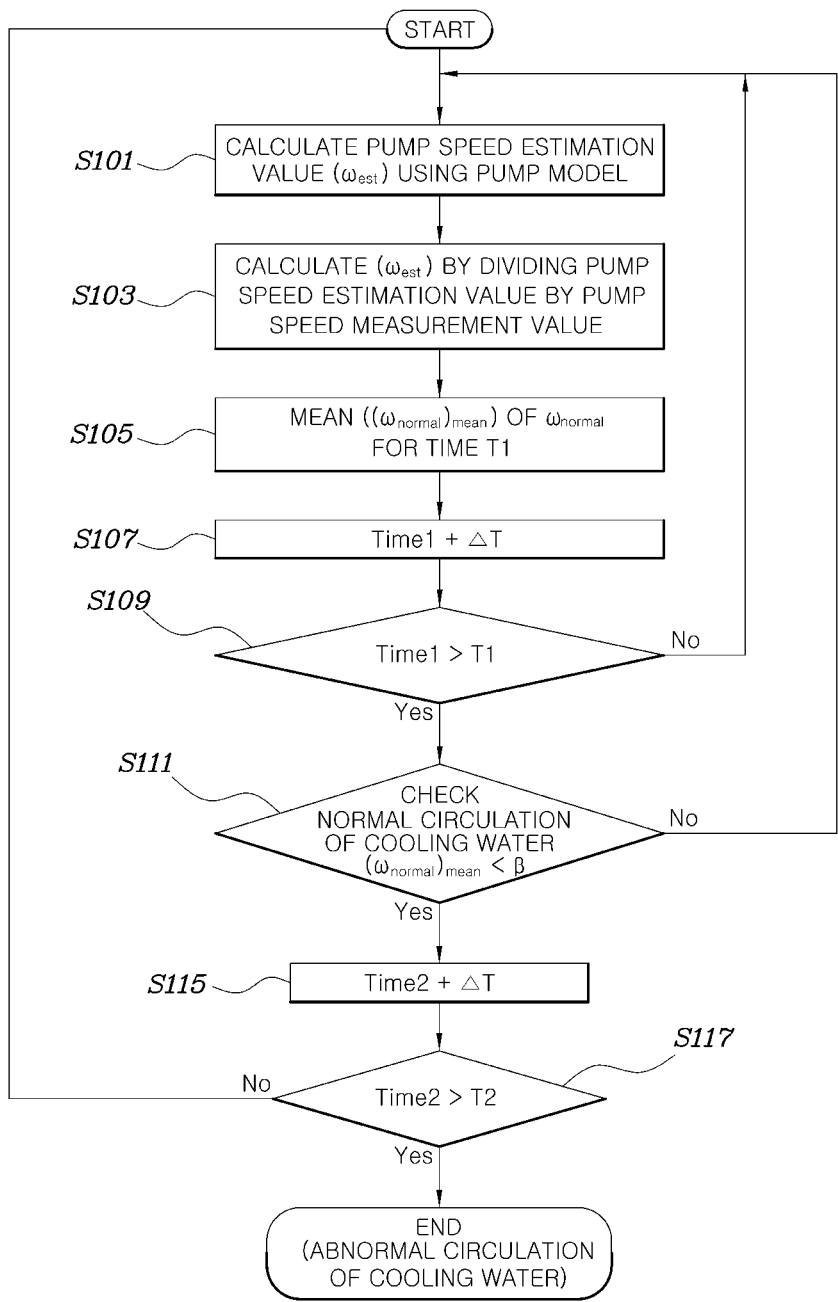 START
S101
CALCULATE PUMP SPEED ESTIMATION
VALUE (ωest) USING PUMP MODEL
S103
CALCULATE (ωest) BY DIVIDING PUMP
SPEED ESTIMATION VALUE BY PUMP
SPEED MEASUREMENT VALUE
S105
MEAN ((ωnormal)mean) OF ωnormal
FOR TIME T1
S107
Time1 + △T
S109
Time1 > T1
No
Yes
S111
CHECK
NORMAL CIRCULATION
OF COOLING WATER
(ωnormal)mean < β
No
Yes
S115
Time2 + △T
S117
Time2 > T2
No
Yes
END
(ABNORMAL CIRCULATION
OF COOLING WATER)